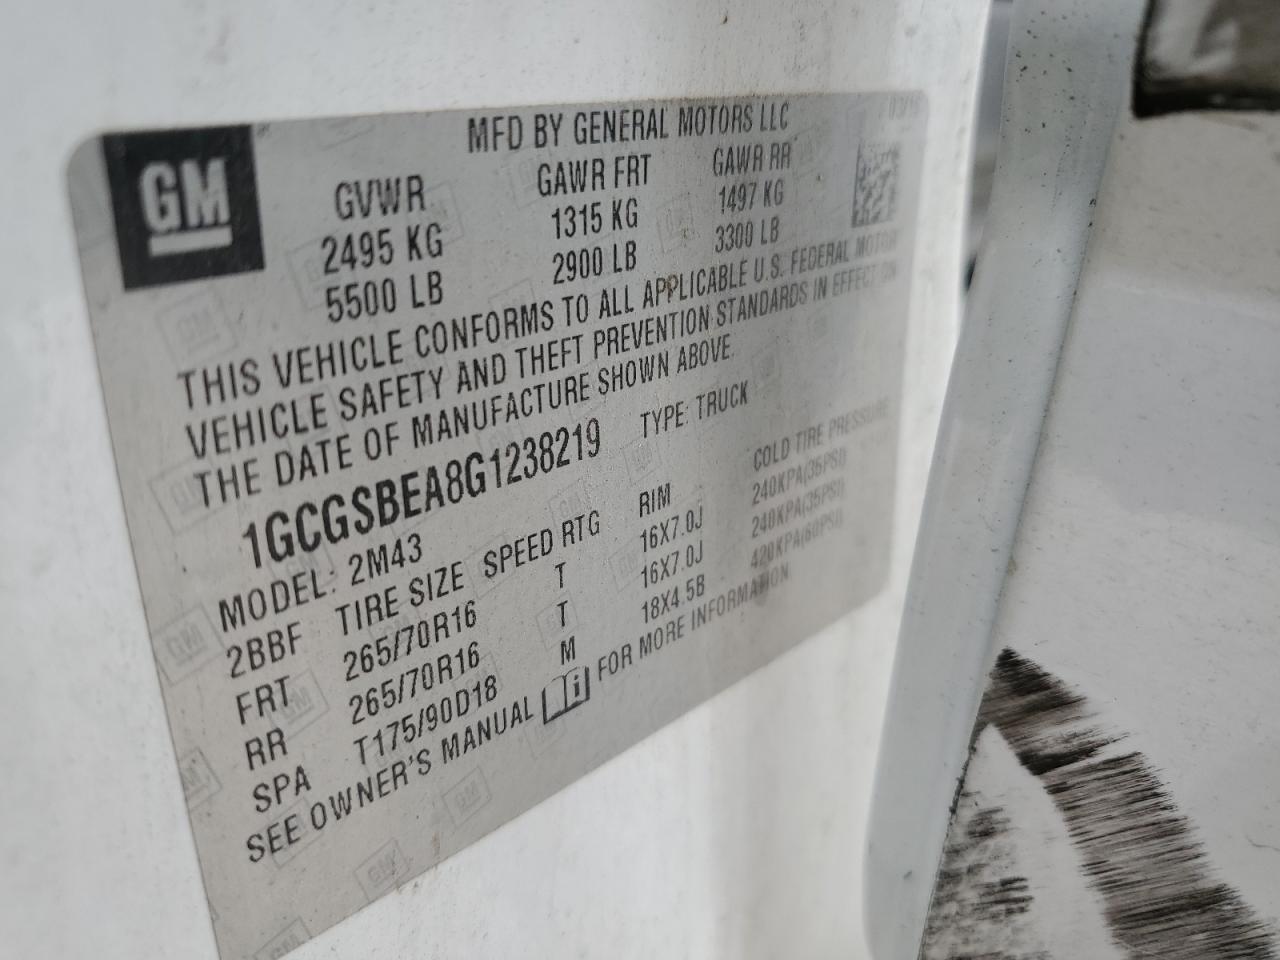 GM
MFD BY GENERAL MOTORS LLC
GVWR GAWR FRT GAWR RR
2495 KG 1315 KG 1497 KG
5500 LB 2900 LB 3300 LB
THIS VEHICLE CONFORMS TO ALL APPLICABLE U.S. FEDERAL MOTOR
VEHICLE SAFETY AND THEFT PREVENTION STANDARDS IN EFFECT ON
THE DATE OF MANUFACTURE SHOWN ABOVE.
1GCGSBEA8G1238219 TYPE: TRUCK
MODEL: 2M43
2BBF TIRE SIZE SPEED RTG RIM COLD TIRE PRESSURE
FRT 265/70R16 T 16X7.0J 240KPA(35PSI)
RR 265/70R16 T 16X7.0J 240KPA(35PSI)
SPA T175/90D18 M 18X4.5B 420KPA(60PSI)
SEE OWNER'S MANUAL FOR MORE INFORMATION